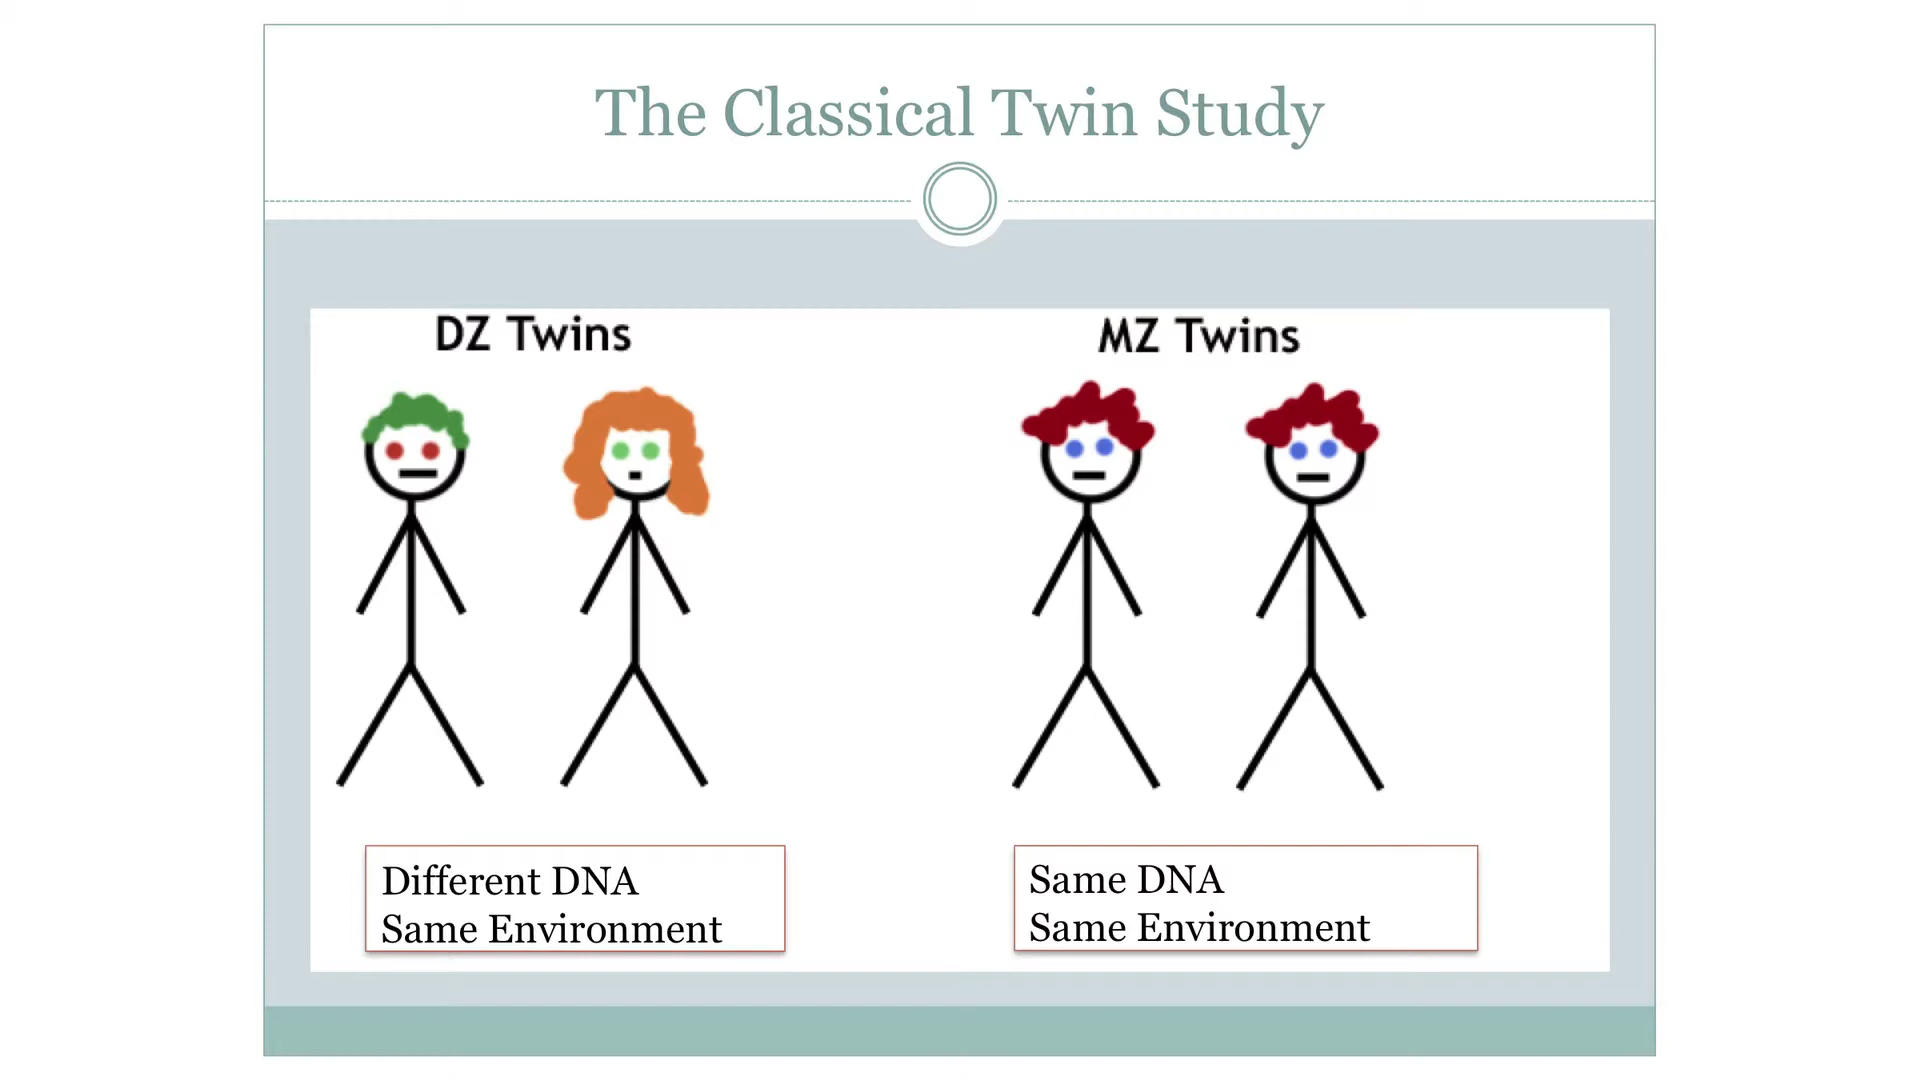 The Classical Twin Study
DZ Twins
MZ Twins
Different DNA
Same Environment
Same DNA
Same Environment